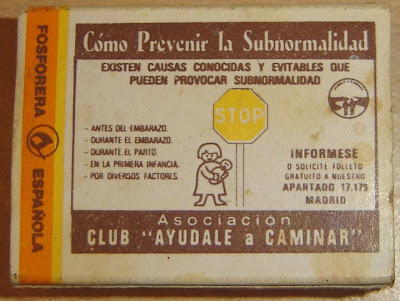 FOSFORERA
ESPAÑOLA
Cómo Prevenir la Subnormalidad
EXISTEN CAUSAS CONOCIDAS Y EVITABLES QUE
PUEDEN PROVOCAR SUBNORMALIDAD
STOP
- ANTES DEL EMBARAZO.
- DURANTE EL EMBARAZO.
- DURANTE EL PARTO.
- EN LA PRIMERA INFANCIA.
- POR DIVERSOS FACTORES.
INFORMESE
O SOLICITE FOLLETO
GRATUITO A NUESTRO
APARTADO 17.179
MADRID
Asociación
CLUB "AYUDALE a CAMINAR"